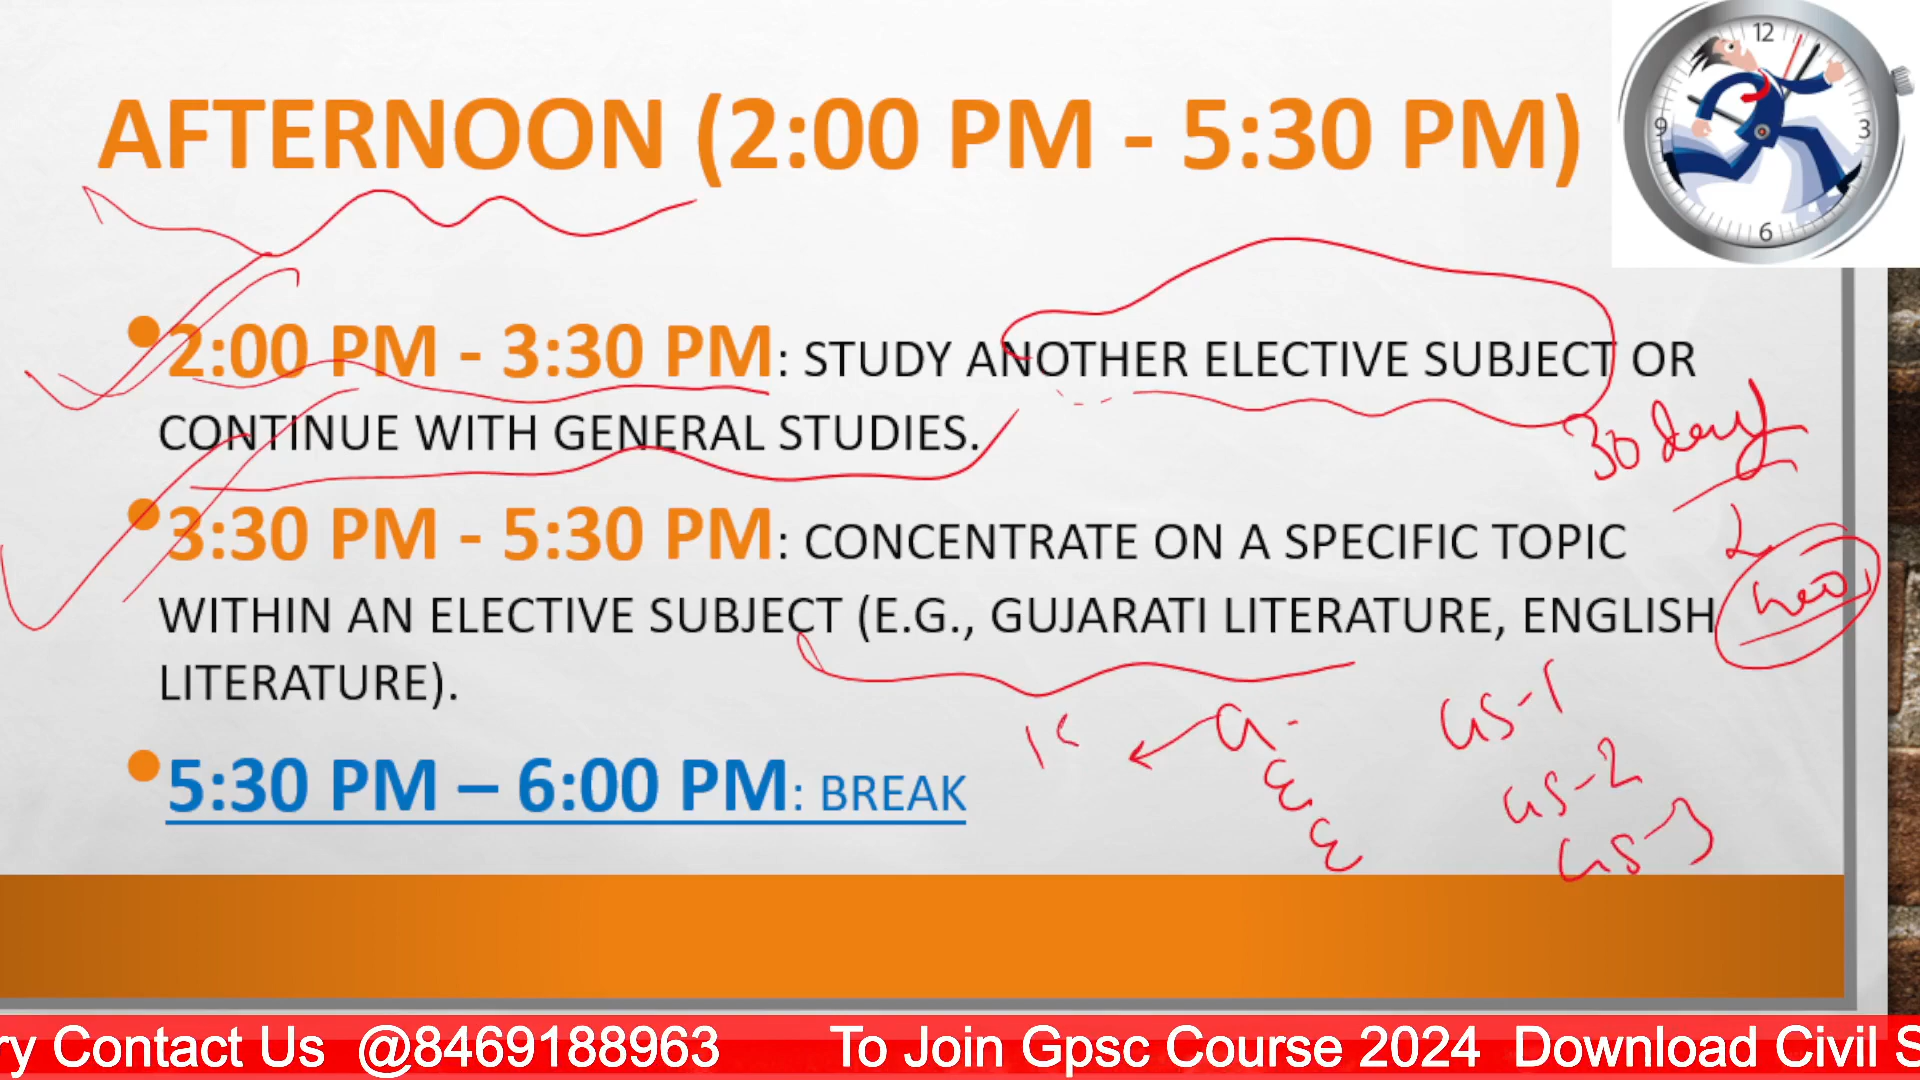 AFTERNOON (2:00 PM - 5:30 PM)
12
3
6
9
•2:00 PM - 3:30 PM: STUDY ANOTHER ELECTIVE SUBJECT OR
CONTINUE WITH GENERAL STUDIES.
30 day
•3:30 PM - 5:30 PM: CONCENTRATE ON A SPECIFIC TOPIC
WITHIN AN ELECTIVE SUBJECT (E.G., GUJARATI LITERATURE, ENGLISH
LITERATURE).
GS-1
GS-2
GS-3
•5:30 PM – 6:00 PM: BREAK
ry Contact Us @8469188963 To Join Gpsc Course 2024 Download Civil S